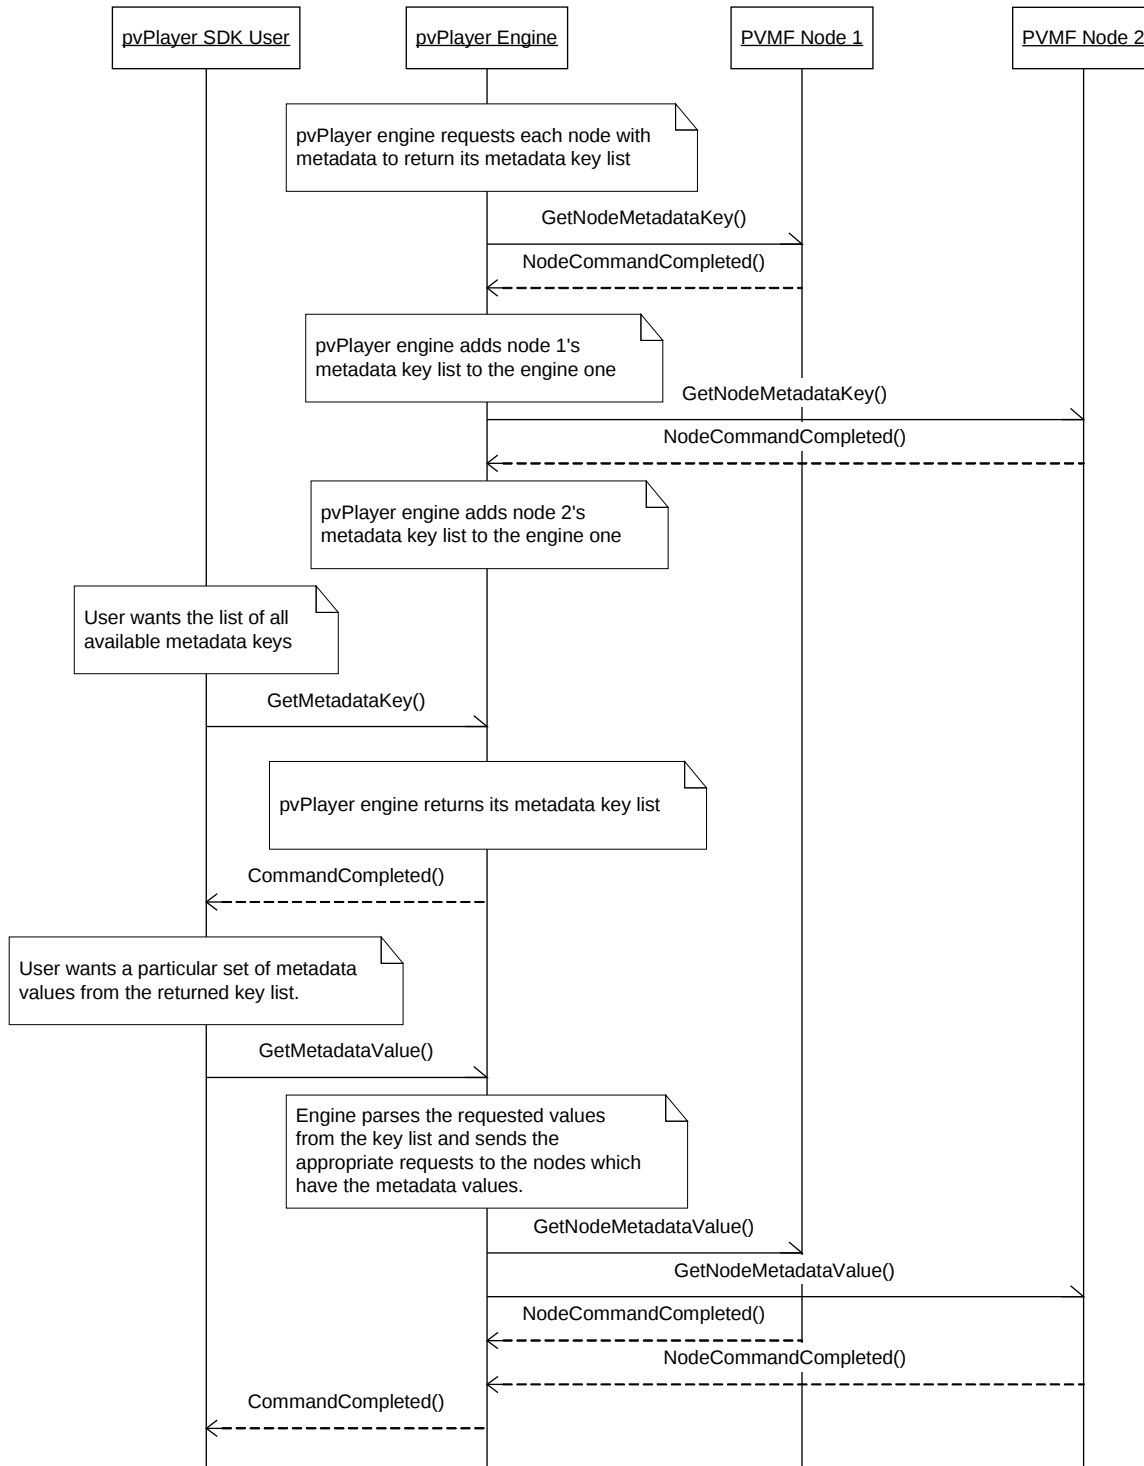 pvPlayer SDK User
pvPlayer Engine
PVMF Node 1
PVMF Node 2
pvPlayer engine requests each node with
metadata to return its metadata key list
GetNodeMetadataKey()
NodeCommandCompleted()
pvPlayer engine adds node 1's
metadata key list to the engine one
GetNodeMetadataKey()
NodeCommandCompleted()
pvPlayer engine adds node 2's
metadata key list to the engine one
User wants the list of all
available metadata keys
GetMetadataKey()
pvPlayer engine returns its metadata key list
CommandCompleted()
User wants a particular set of metadata
values from the returned key list.
GetMetadataValue()
Engine parses the requested values
from the key list and sends the
appropriate requests to the nodes which
have the metadata values.
GetNodeMetadataValue()
GetNodeMetadataValue()
NodeCommandCompleted()
NodeCommandCompleted()
CommandCompleted()